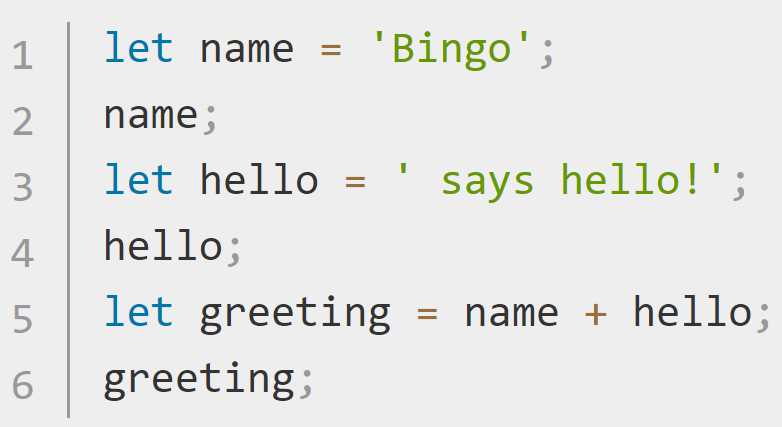 1 let name = 'Bingo';
2 name;
3 let hello = ' says hello!';
4 hello;
5 let greeting = name + hello;
6 greeting;